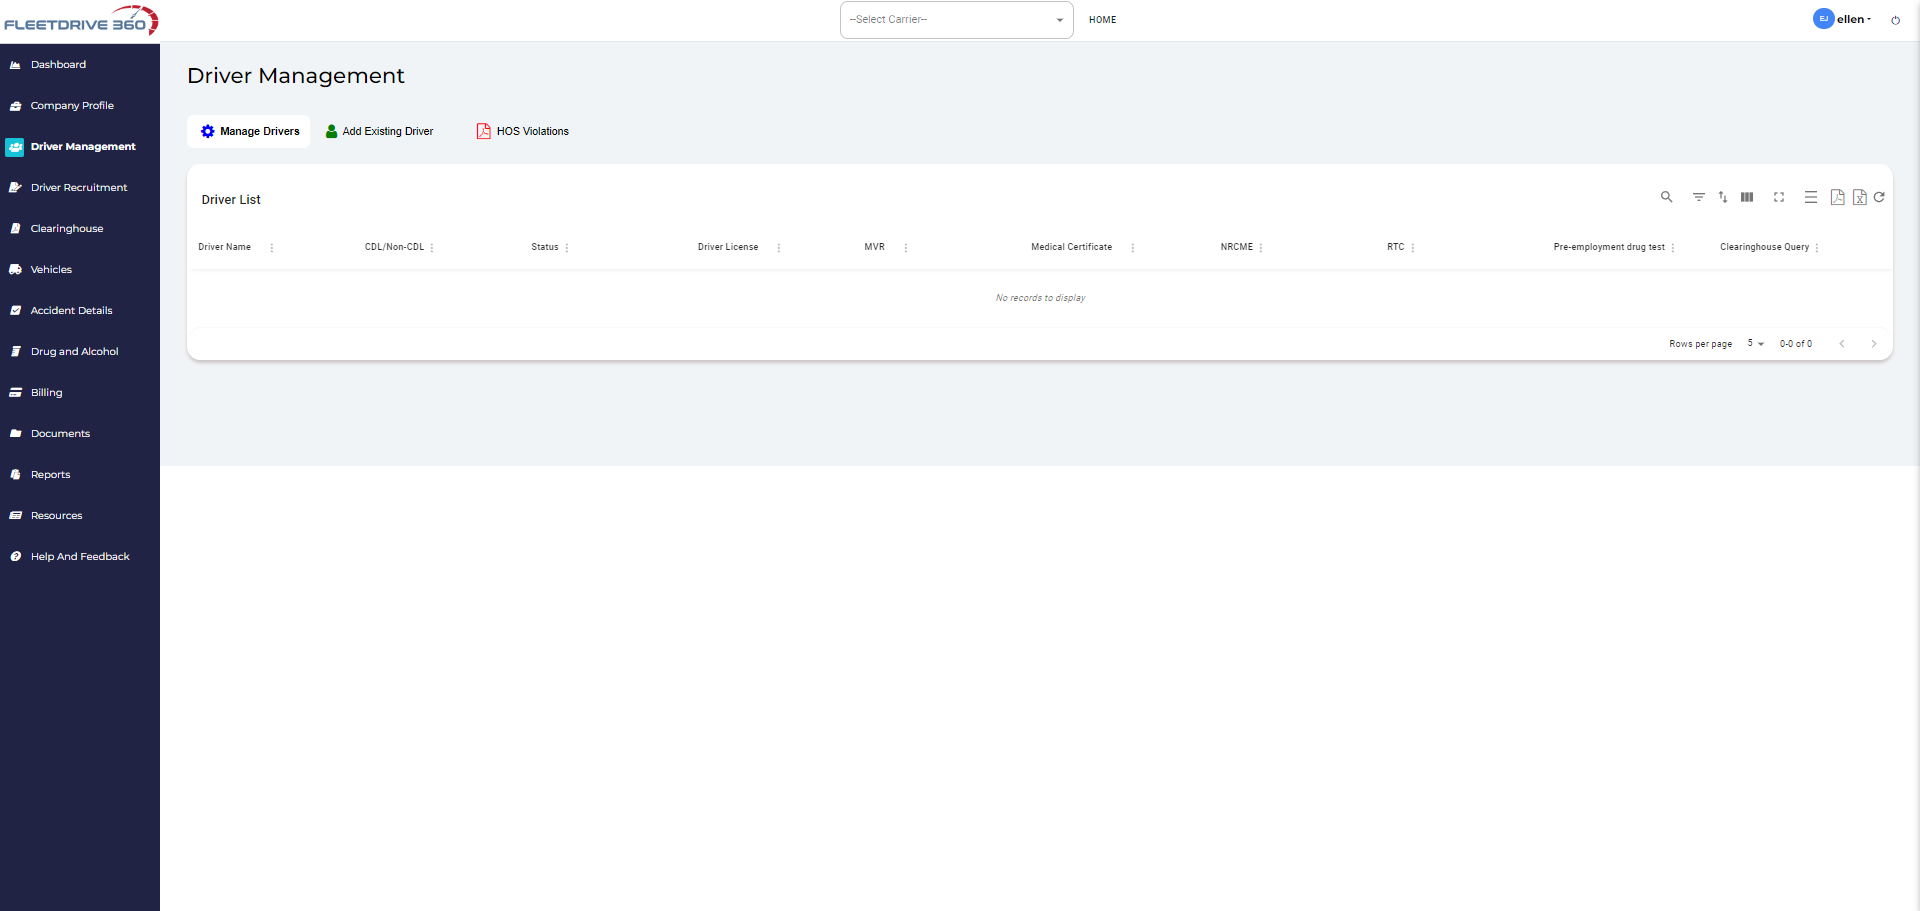 FLEETDRIVE 360
--Select Carrier--
HOME
EJ
ellen
Dashboard
Company Profile
Driver Management
Driver Recruitment
Clearinghouse
Vehicles
Accident Details
Drug and Alcohol
Billing
Documents
Reports
Resources
Help And Feedback
Driver Management
Manage Drivers
Add Existing Driver
HOS Violations
Driver List
Driver Name CDL/Non-CDL Status Driver License MVR Medical Certificate NRCME RTC Pre-employment drug test Clearinghouse Query
No records to display
Rows per page 5 0-0 of 0